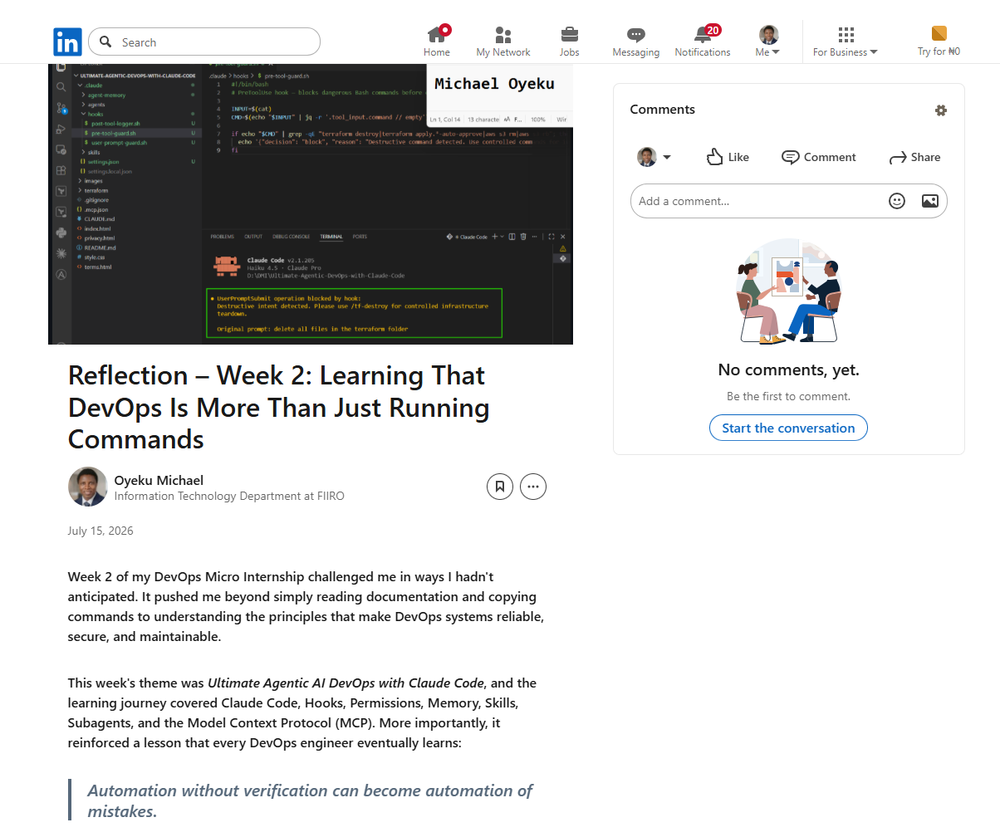 in
Search
Home
My Network
Jobs
Messaging
20
Notifications
Me
For Business
Try for ₦0
ULTIMATE-AGENTIC-DEVOPS-WITH-CLAUDE-CODE
.claude
agent-memory
agents
hooks
$ post-tool-logger.sh U
$ pre-tool-guard.sh U
$ user-prompt-guard.sh U
skills
{} settings.json U
{} settings.local.json
images
terraform
.gitignore
{} .mcp.json
CLAUDE.md
index.html
privacy.html
README.md
style.css
terms.html
.claude > hooks > $ pre-tool-guard.sh
1 #!/bin/bash
2 # PreToolUse hook — blocks dangerous Bash commands before
3
4 INPUT=$(cat)
5 CMD=$(echo "$INPUT" | jq -r '.tool_input.command // empty'
6
7 if echo "$CMD" | grep -qE "terraform destroy|terraform apply.*-auto-approve|aws s3 rm|aws
8 echo '{"decision": "block", "reason": "Destructive command detected. Use controlled comm
9 fi
Michael Oyeku
Ln 1, Col 14 13 characte 100% Wir
PROBLEMS OUTPUT DEBUG CONSOLE TERMINAL PORTS
Claude Code
Claude Code v2.1.205
Haiku 4.5 · Claude Pro
D:\DMI\Ultimate-Agentic-DevOps-with-Claude-Code
UserPromptSubmit operation blocked by hook:
Destructive intent detected. Please use /tf-destroy for controlled infrastructure
teardown.
Original prompt: delete all files in the terraform folder
Reflection – Week 2: Learning That
DevOps Is More Than Just Running
Commands
Oyeku Michael
Information Technology Department at FIIRO
July 15, 2026
Week 2 of my DevOps Micro Internship challenged me in ways I hadn't
anticipated. It pushed me beyond simply reading documentation and copying
commands to understanding the principles that make DevOps systems reliable,
secure, and maintainable.
This week's theme was Ultimate Agentic AI DevOps with Claude Code, and the
learning journey covered Claude Code, Hooks, Permissions, Memory, Skills,
Subagents, and the Model Context Protocol (MCP). More importantly, it
reinforced a lesson that every DevOps engineer eventually learns:
Automation without verification can become automation of
mistakes.
Comments
Like
Comment
Share
Add a comment...
No comments, yet.
Be the first to comment.
Start the conversation